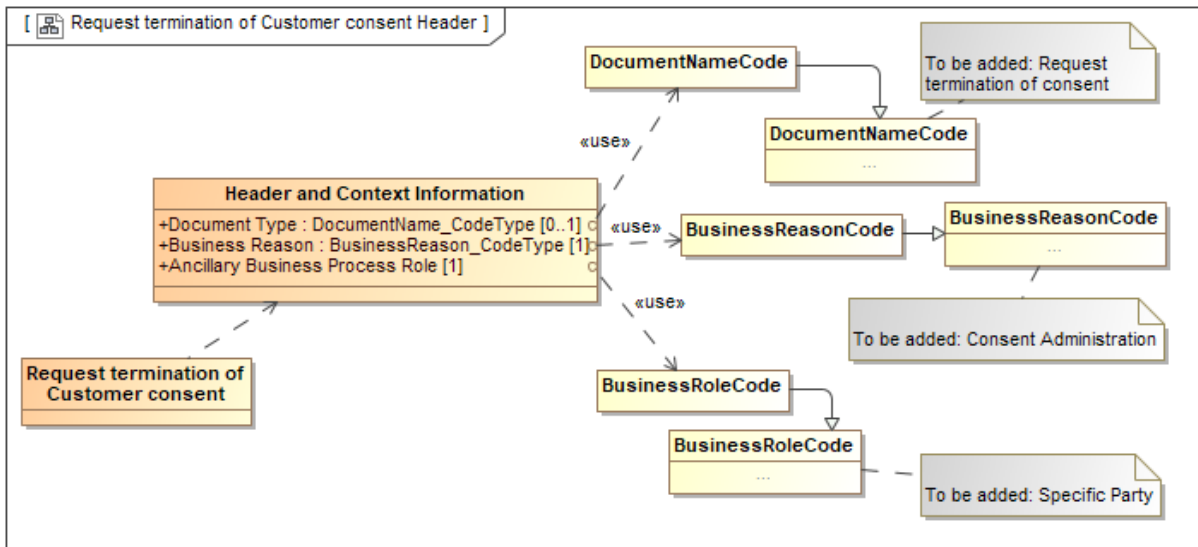 [ Request termination of Customer consent Header ]
DocumentNameCode
To be added: Request
termination of consent
DocumentNameCode
...
«use»
Header and Context Information
+Document Type : DocumentName_CodeType [0..1]
+Business Reason : BusinessReason_CodeType [1]
+Ancillary Business Process Role [1]
«use»
BusinessReasonCode
BusinessReasonCode
...
«use»
To be added: Consent Administration
Request termination of
Customer consent
BusinessRoleCode
BusinessRoleCode
...
To be added: Specific Party